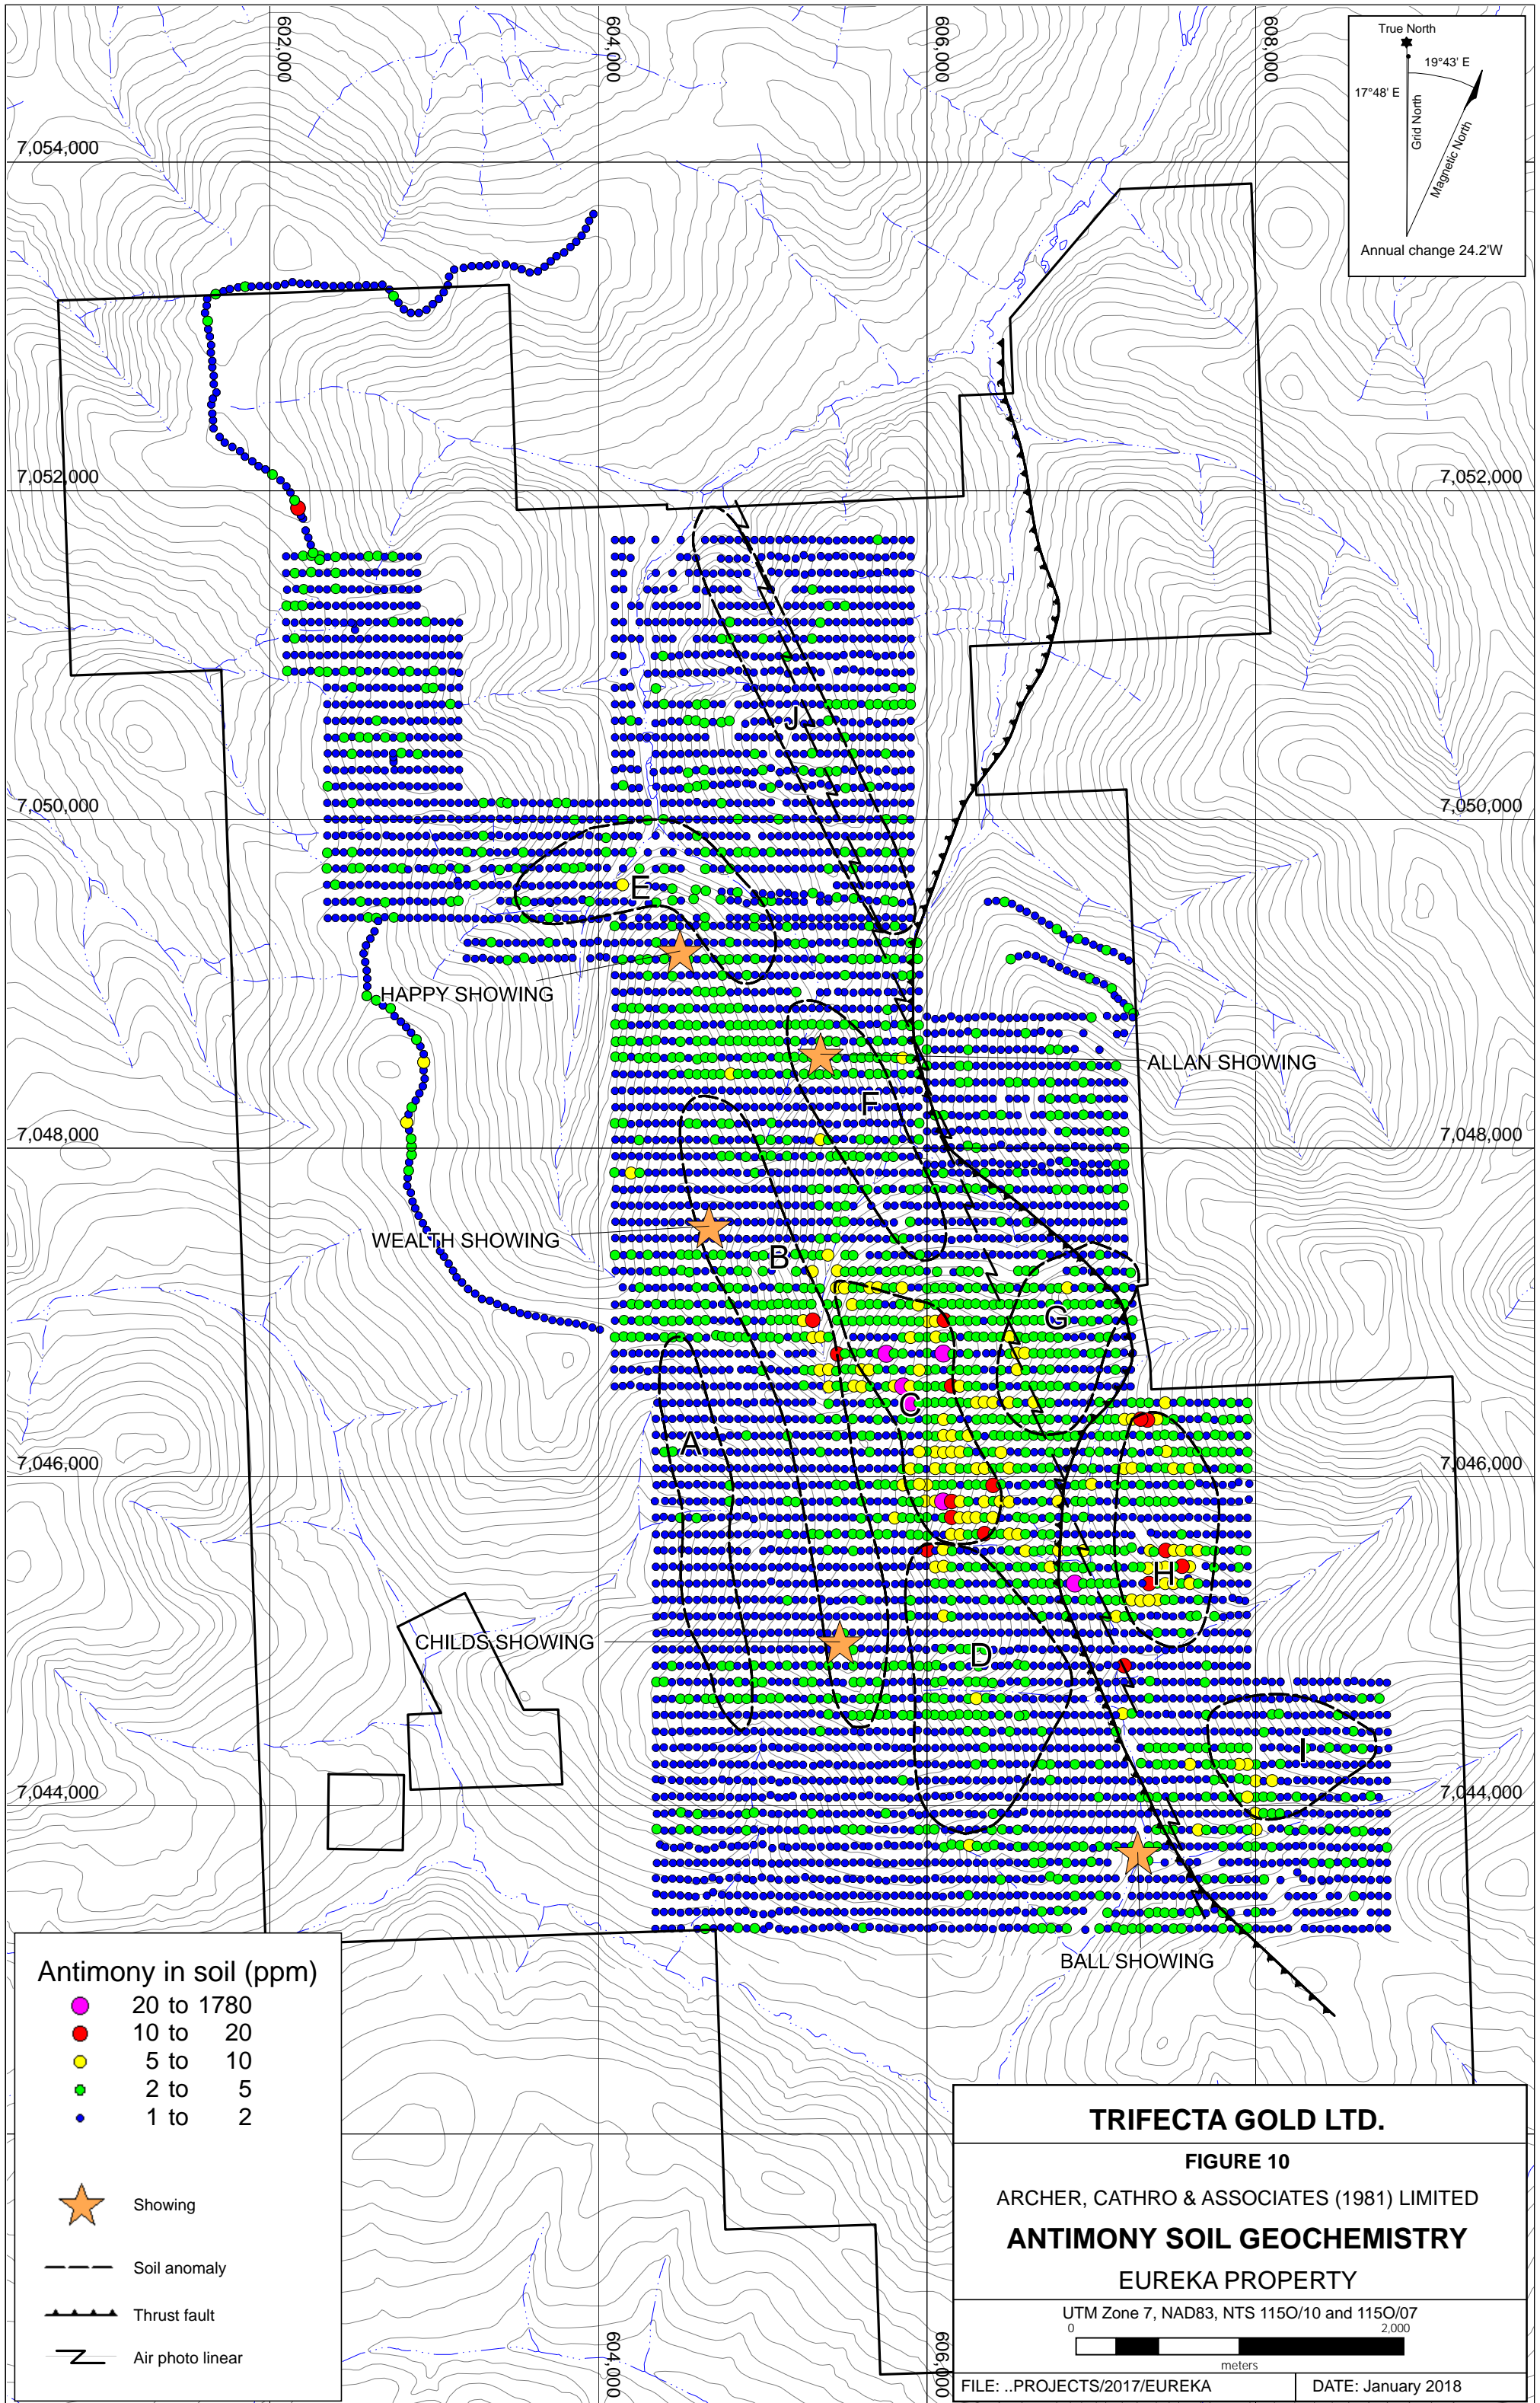 602,000
604,000
606,000
608,000
True North
19°43' E
17°48' E
Grid North
Magnetic North
Annual change 24.2'W
7,054,000
7,052,000
7,052,000
J
7,050,000
7,050,000
E
HAPPY SHOWING
ALLAN SHOWING
F
7,048,000
7,048,000
WEALTH SHOWING
B
G
C
A
7,046,000
7,046,000
H
CHILDS SHOWING
D
I
7,044,000
7,044,000
BALL SHOWING
Antimony in soil (ppm)
20 to 1780
10 to 20
5 to 10
2 to 5
1 to 2
Showing
Soil anomaly
Thrust fault
Air photo linear
604,000
606,000
TRIFECTA GOLD LTD.
FIGURE 10
ARCHER, CATHRO & ASSOCIATES (1981) LIMITED
ANTIMONY SOIL GEOCHEMISTRY
EUREKA PROPERTY
UTM Zone 7, NAD83, NTS 115O/10 and 115O/07
0 2,000
meters
FILE: ..PROJECTS/2017/EUREKA DATE: January 2018